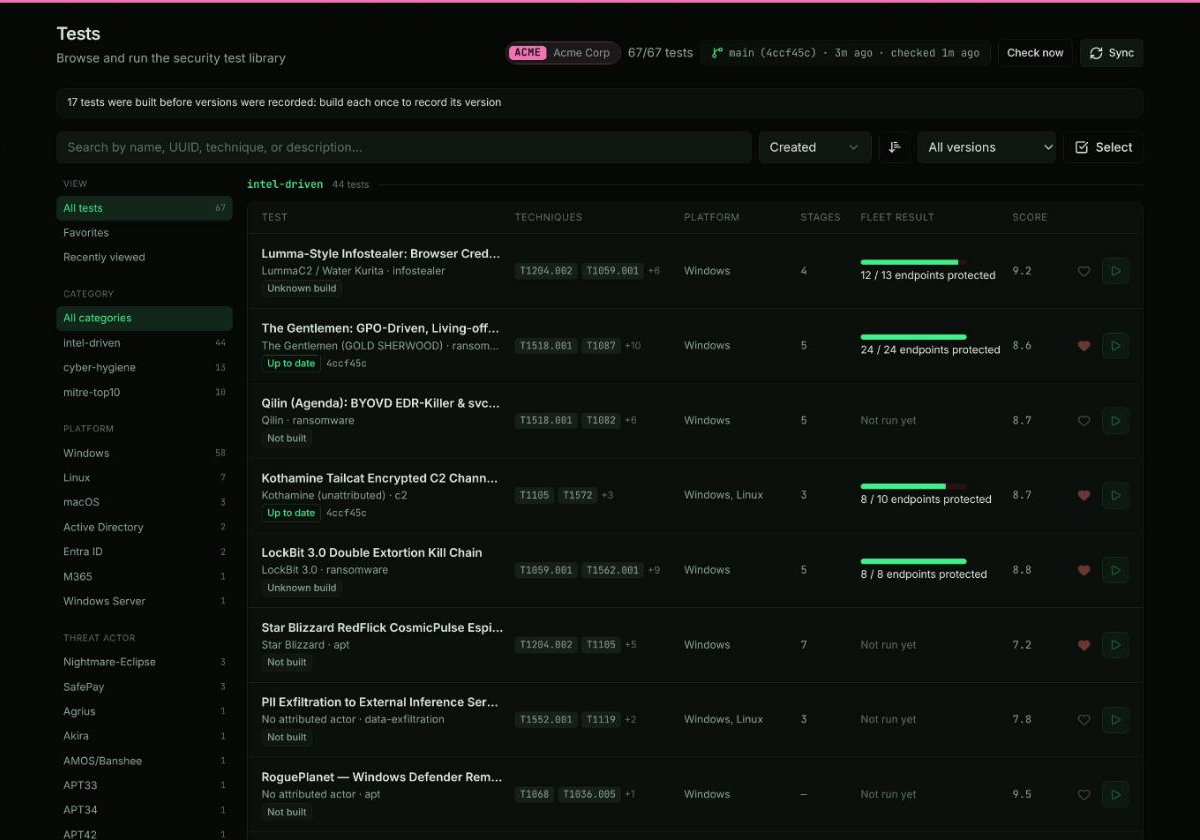 Tests
Browse and run the security test library
ACME Acme Corp 67/67 tests main (4ccf45c) · 3m ago · checked 1m ago Check now Sync
17 tests were built before versions were recorded: build each once to record its version
Search by name, UUID, technique, or description... Created All versions Select
VIEW
All tests 67
Favorites
Recently viewed
CATEGORY
All categories
intel-driven 44
cyber-hygiene 13
mitre-top10 10
PLATFORM
Windows 58
Linux 7
macOS 3
Active Directory 2
Entra ID 2
M365 1
Windows Server 1
THREAT ACTOR
Nightmare-Eclipse 3
SafePay 3
Agrius 1
Akira 1
AMOS/Banshee 1
APT33 1
APT34 1
APT42 1
intel-driven 44 tests
TEST TECHNIQUES PLATFORM STAGES FLEET RESULT SCORE
Lumma-Style Infostealer: Browser Cred...
LummaC2 / Water Kurita · infostealer
Unknown build
T1204.002 T1059.001 +6 Windows 4 12 / 13 endpoints protected 9.2
The Gentlemen: GPO-Driven, Living-off...
The Gentlemen (GOLD SHERWOOD) · ransom...
Up to date 4ccf45c
T1518.001 T1087 +10 Windows 5 24 / 24 endpoints protected 8.6
Qilin (Agenda): BYOVD EDR-Killer & svc...
Qilin · ransomware
Not built
T1518.001 T1082 +6 Windows 5 Not run yet 8.7
Kothamine Tailcat Encrypted C2 Chann...
Kothamine (unattributed) · c2
Up to date 4ccf45c
T1105 T1572 +3 Windows, Linux 3 8 / 10 endpoints protected 8.7
LockBit 3.0 Double Extortion Kill Chain
LockBit 3.0 · ransomware
Unknown build
T1059.001 T1562.001 +9 Windows 5 8 / 8 endpoints protected 8.8
Star Blizzard RedFlick CosmicPulse Espi...
Star Blizzard · apt
Not built
T1204.002 T1105 +5 Windows 7 Not run yet 7.2
PII Exfiltration to External Inference Ser...
No attributed actor · data-exfiltration
Not built
T1552.001 T1119 +2 Windows, Linux 3 Not run yet 7.8
RoguePlanet — Windows Defender Rem...
No attributed actor · apt
Not built
T1068 T1036.005 +1 Windows – Not run yet 9.5